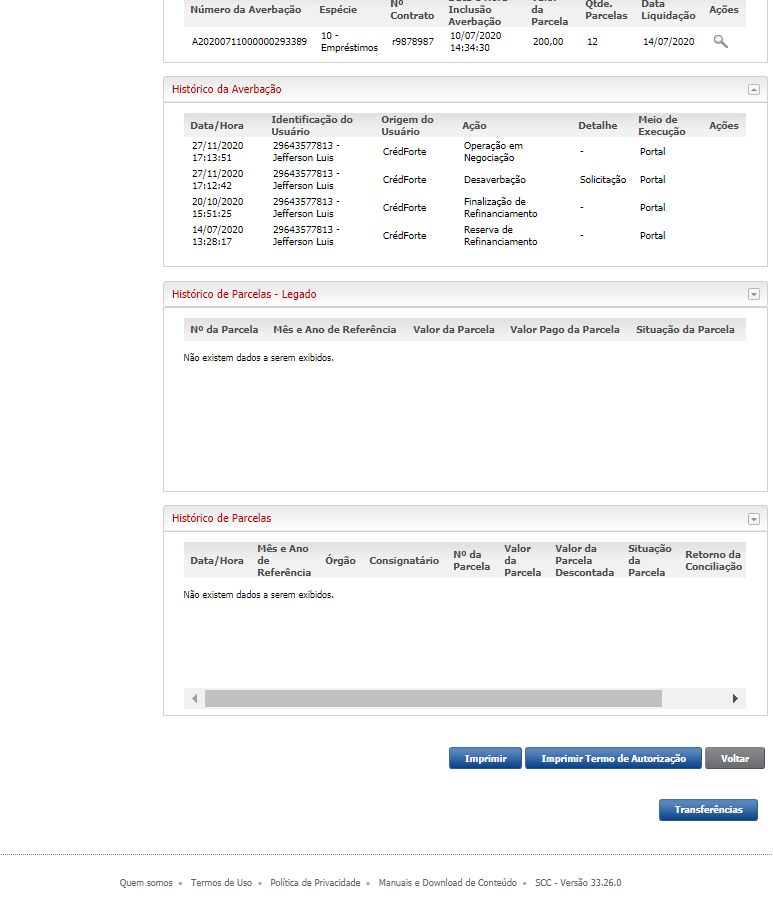 Número da Averbação Espécie Nº Contrato Inclusão Averbação da Parcela Qtde. Parcelas Data Liquidação Ações
A20200711000000293389 10 - Empréstimos r9878987 10/07/2020 14:34:30 200,00 12 14/07/2020
Histórico da Averbação
Data/Hora Identificação do Usuário Origem do Usuário Ação Detalhe Meio de Execução Ações
27/11/2020 17:13:51 29643577813 - Jefferson Luis CrédForte Operação em Negociação - Portal
27/11/2020 17:12:42 29643577813 - Jefferson Luis CrédForte Desaverbação Solicitação Portal
20/10/2020 15:51:25 29643577813 - Jefferson Luis CrédForte Finalização de Refinanciamento - Portal
14/07/2020 13:28:17 29643577813 - Jefferson Luis CrédForte Reserva de Refinanciamento - Portal
Histórico de Parcelas - Legado
Nº da Parcela Mês e Ano de Referência Valor da Parcela Valor Pago da Parcela Situação da Parcela
Não existem dados a serem exibidos.
Histórico de Parcelas
Data/Hora Mês e Ano de Referência Órgão Consignatário Nº da Parcela Valor da Parcela Valor da Parcela Descontada Situação da Parcela Retorno da Conciliação
Não existem dados a serem exibidos.
Imprimir Imprimir Termo de Autorização Voltar
Transferências
Quem somos • Termos de Uso • Política de Privacidade • Manuais e Download de Conteúdo • SCC - Versão 33.26.0